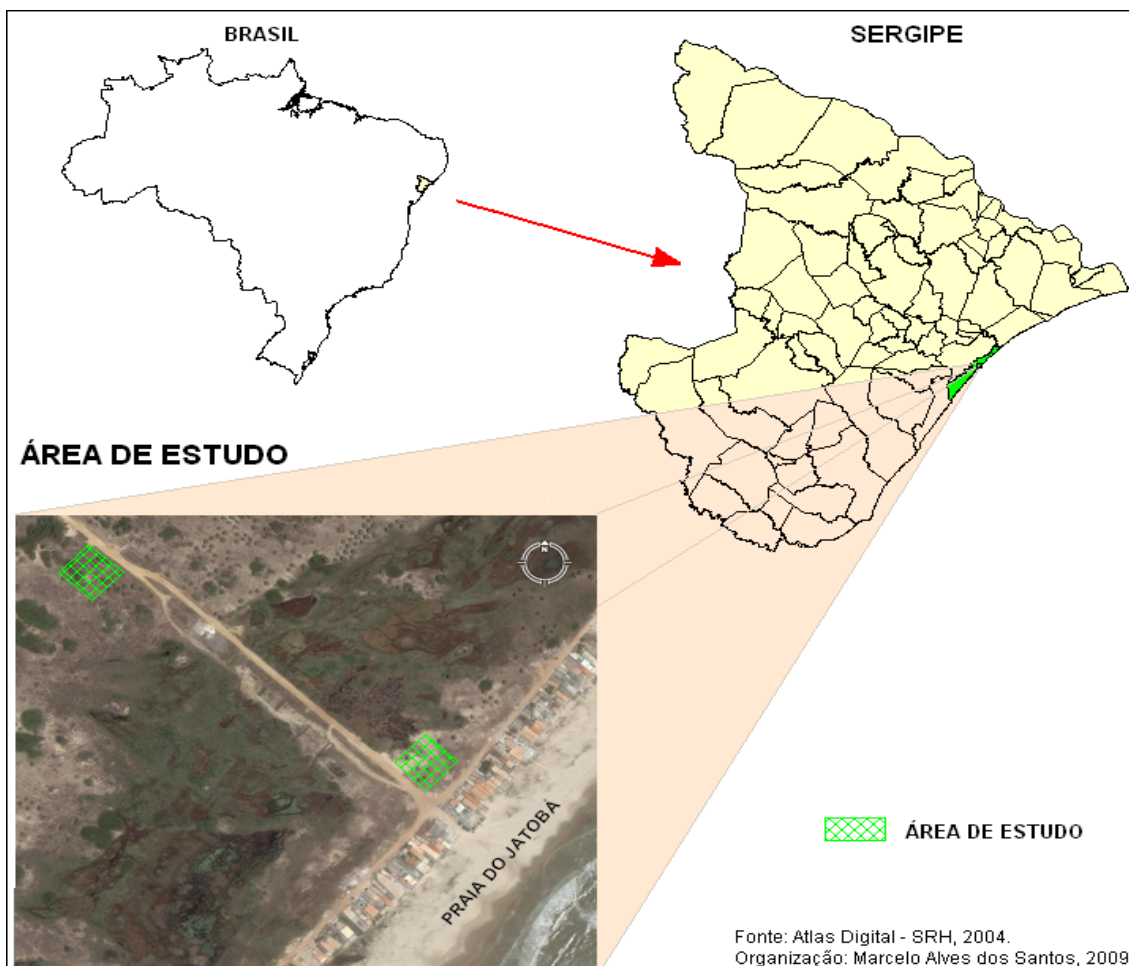 BRASIL
SERGIPE
ÁREA DE ESTUDO
N
PRAIA DO JATOBÁ
ÁREA DE ESTUDO
Fonte: Atlas Digital - SRH, 2004.
Organização: Marcelo Alves dos Santos, 2009